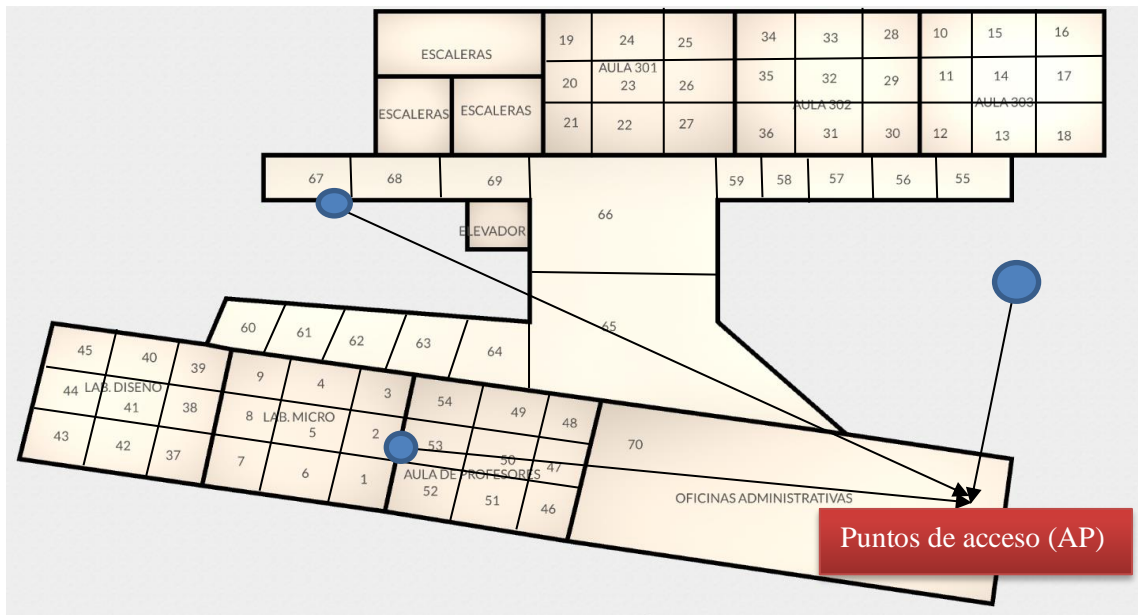 19 24 25 34 33 28 10 15 16
ESCALERAS
AULA 301
20 23 26 35 32 29 11 14 17
AULA 302 AULA 303
ESCALERAS ESCALERAS
21 22 27 36 31 30 12 13 18
67 68 69 59 58 57 56 55
66
ELEVADOR
65
60 61 62 63 64
45 40 39 9 4 3 54 49 48
LAB. DISEÑO
44 41 38 8 5 2 53 50 47
LAB. MICRO
70
43 42 37 7 6 1 52 51 46
AULA DE PROFESORES
OFICINAS ADMINISTRATIVAS
Puntos de acceso (AP)